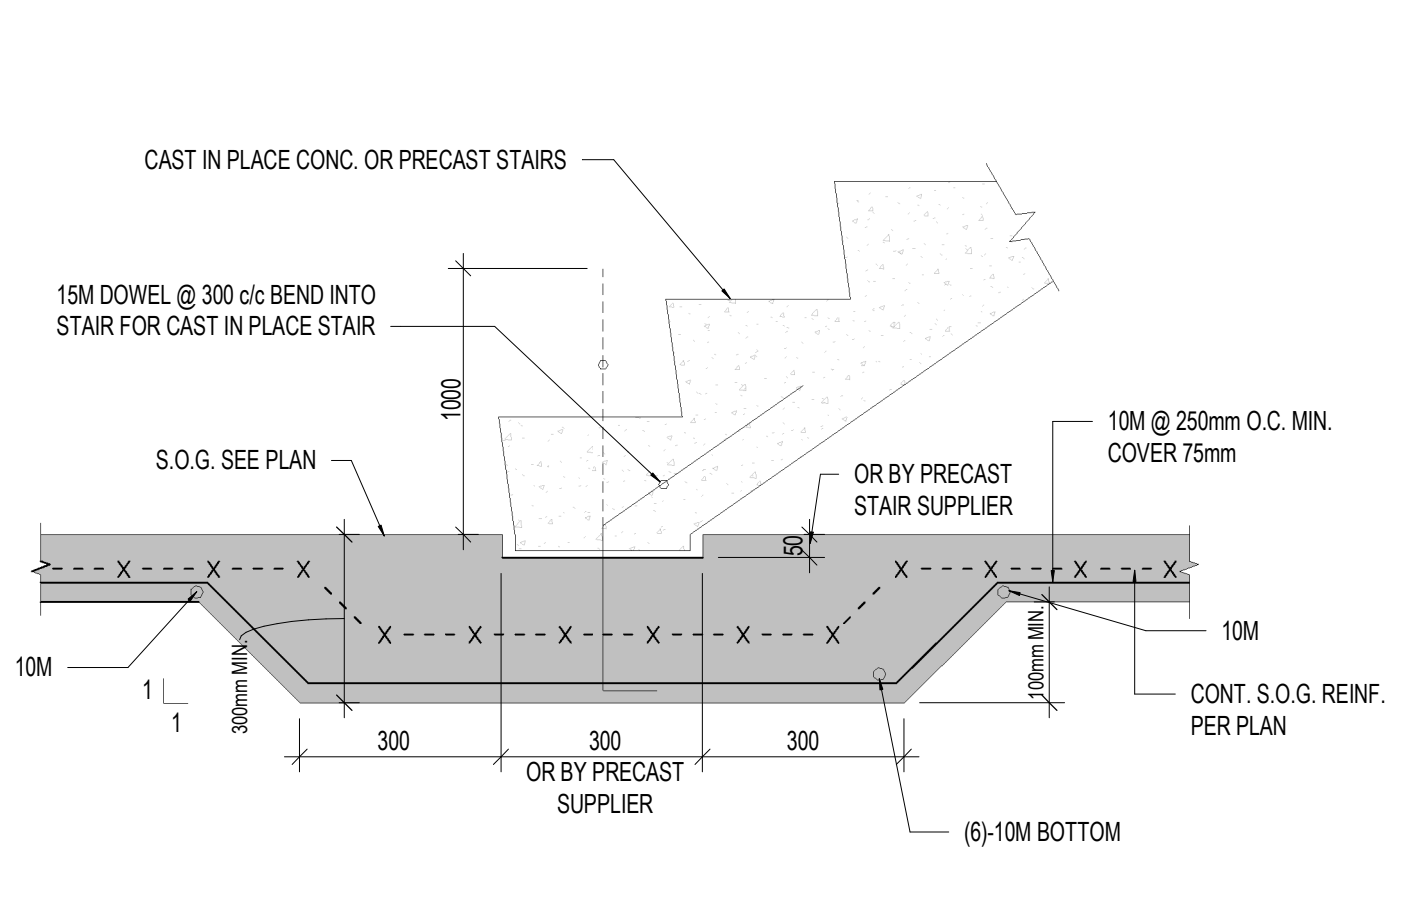 CAST IN PLACE CONC. OR PRECAST STAIRS
15M DOWEL @ 300 c/c BEND INTO
STAIR FOR CAST IN PLACE STAIR
1000
10M @ 250mm O.C. MIN.
COVER 75mm
S.O.G. SEE PLAN
OR BY PRECAST
STAIR SUPPLIER
50
X X X X X X X
X X X X X X
10M
10M
300mm MIN.
100mm MIN.
1
1
CONT. S.O.G. REINF.
PER PLAN
300
300
300
OR BY PRECAST
SUPPLIER
(6)-10M BOTTOM